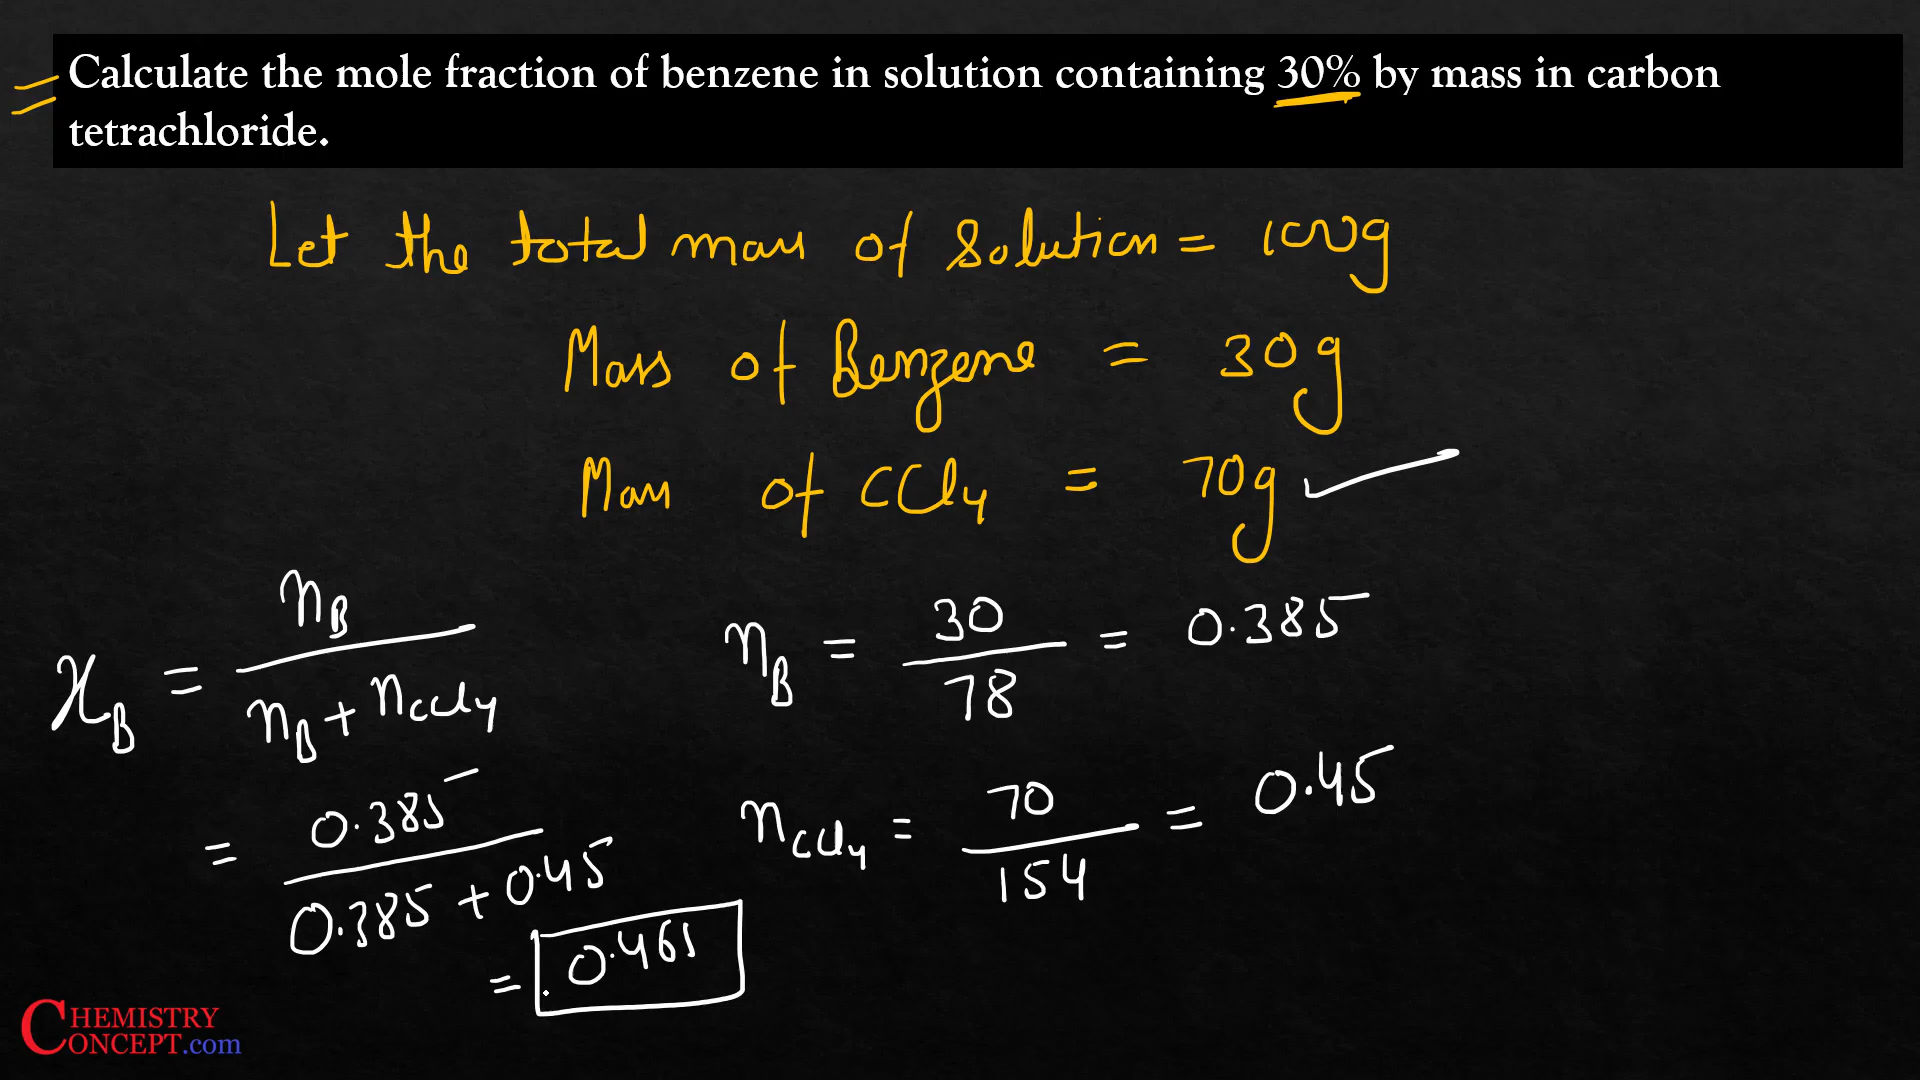 Calculate the mole fraction of benzene in solution containing 30% by mass in carbon
tetrachloride.
Let the total mass of Solution = 100g
Mass of Benzene = 30g
Mass of CCl4 = 70g
xB = nB / nB + nCCl4
nB = 30 / 78 = 0.385
= 0.385 / 0.385 + 0.45
nCCl4 = 70 / 154 = 0.45
= 0.461
CHEMISTRY
CONCEPT.com